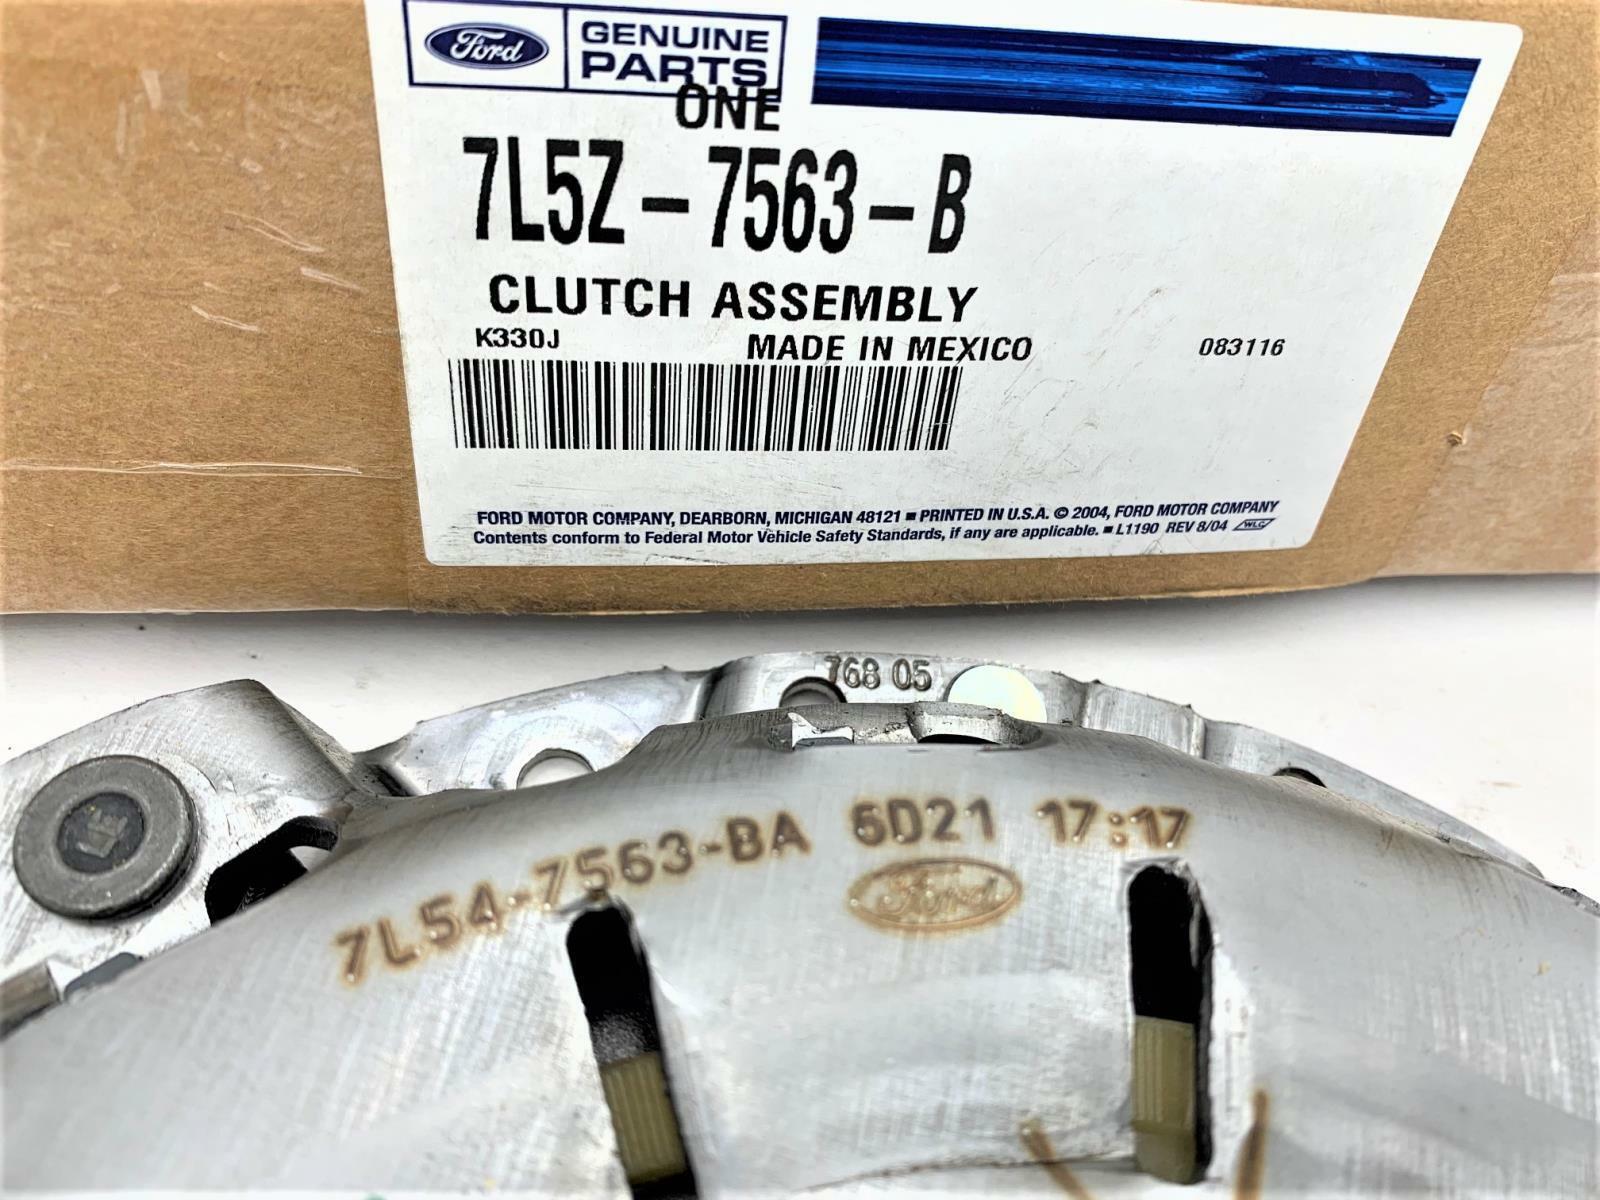 Ford GENUINE
PARTS
ONE
7L5Z-7563-B
CLUTCH ASSEMBLY
K330J MADE IN MEXICO 083116
FORD MOTOR COMPANY, DEARBORN, MICHIGAN 48121 ■ PRINTED IN U.S.A. © 2004, FORD MOTOR COMPANY
Contents conform to Federal Motor Vehicle Safety Standards, if any are applicable. ■ L1190 REV 8/04 WLC
768 05
7L54-7563-BA 6D21 17:17
Ford